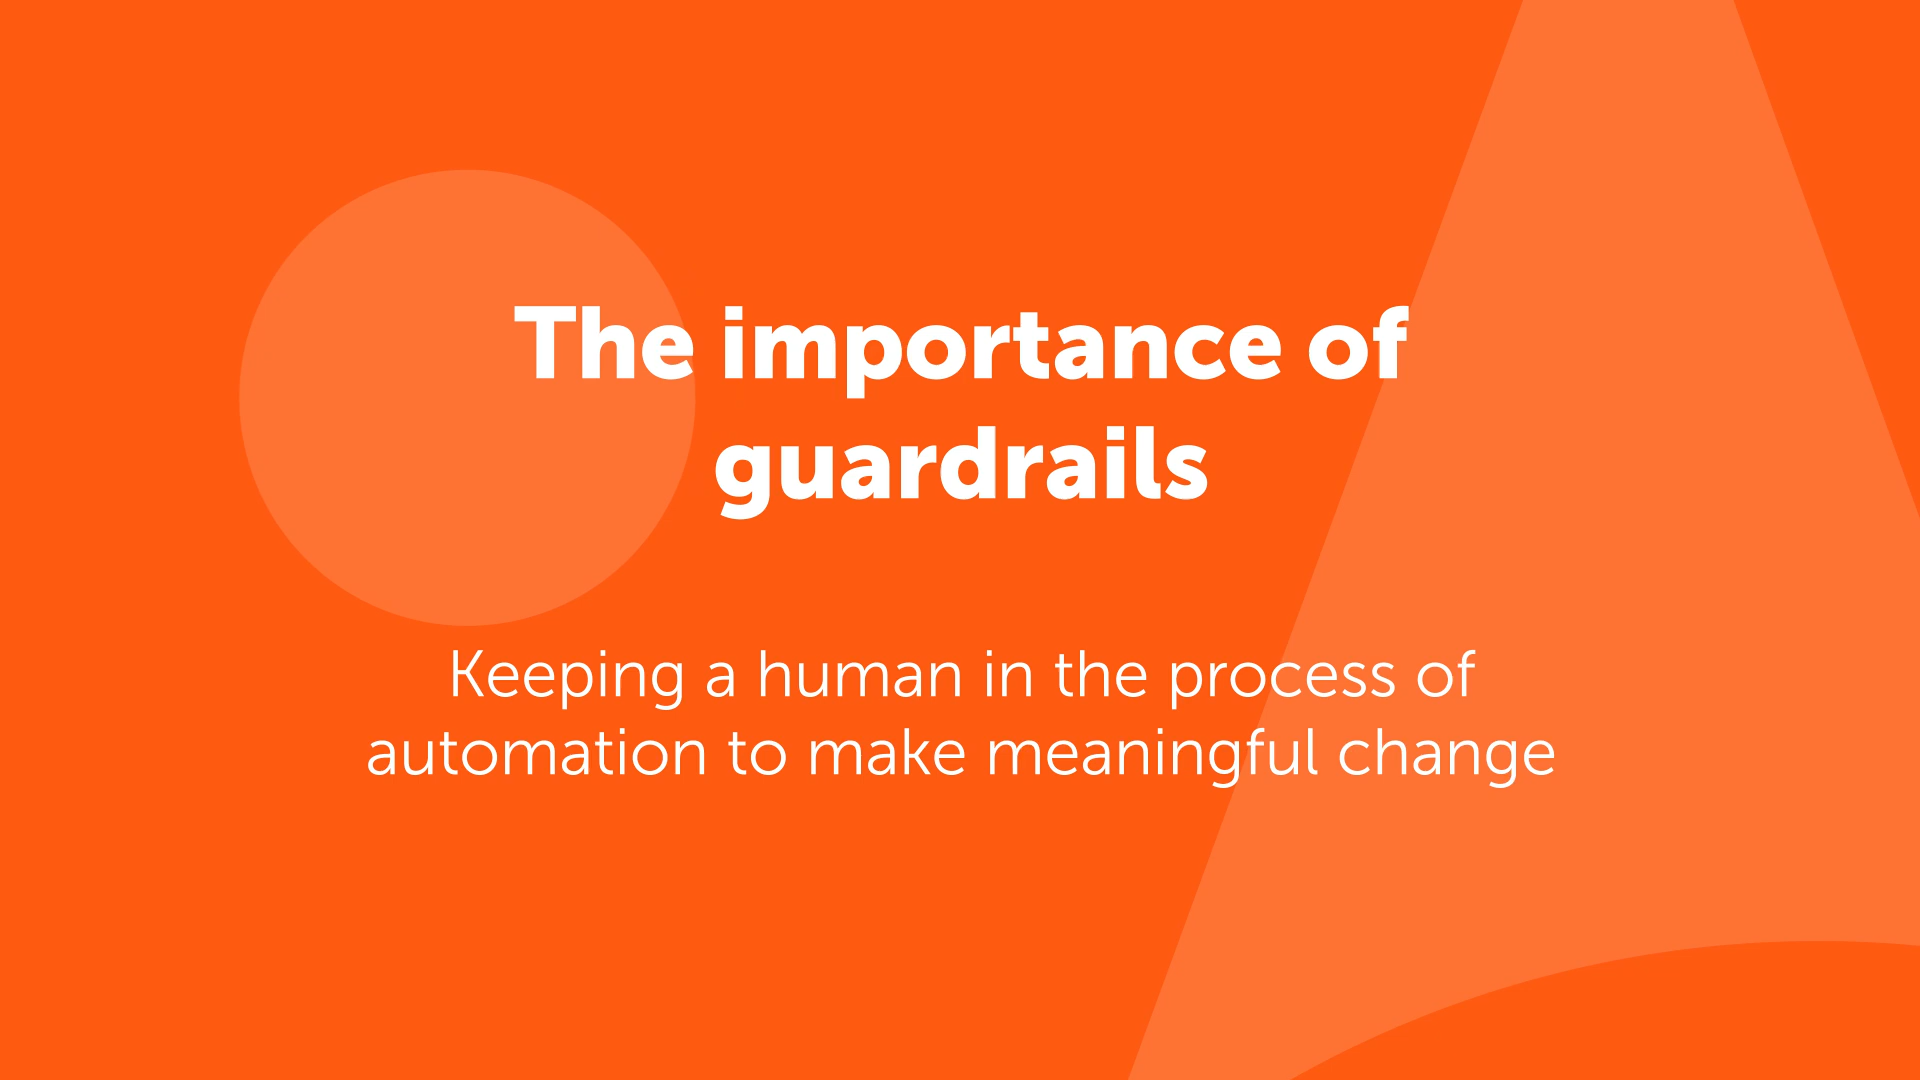 The importance of
guardrails
Keeping a human in the process of
automation to make meaningful change